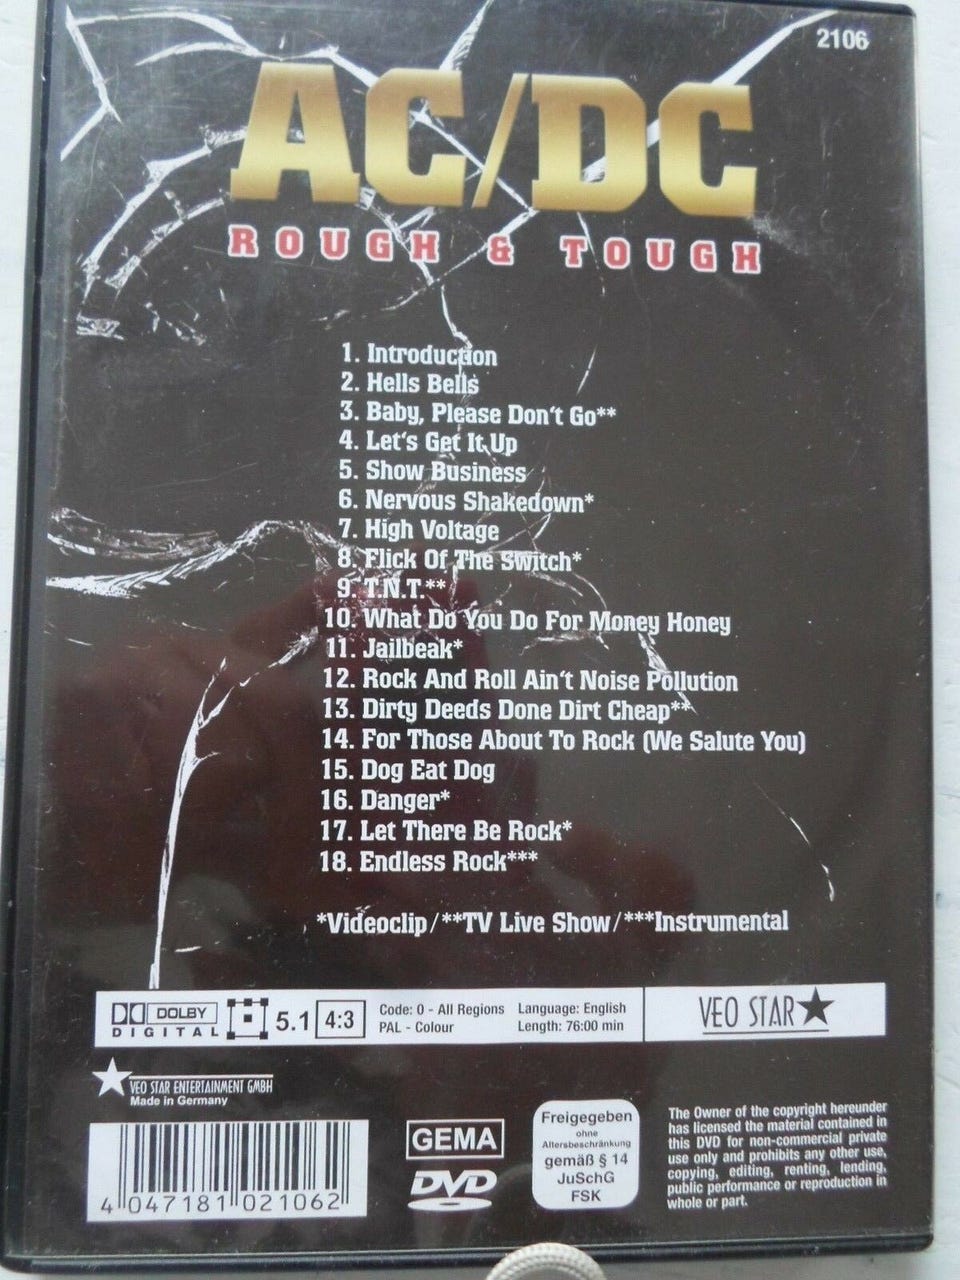 2106
AC/DC
ROUGH & TOUGH
1. Introduction
2. Hells Bells
3. Baby, Please Don't Go**
4. Let's Get It Up
5. Show Business
6. Nervous Shakedown*
7. High Voltage
8. Flick Of The Switch*
9. T.N.T.**
10. What Do You Do For Money Honey
11. Jailbeak*
12. Rock And Roll Ain't Noise Pollution
13. Dirty Deeds Done Dirt Cheap**
14. For Those About To Rock (We Salute You)
15. Dog Eat Dog
16. Danger*
17. Let There Be Rock*
18. Endless Rock***
*Videoclip/**TV Live Show/***Instrumental
DOLBY
DIGITAL
5.1
4:3
Code: 0 - All Regions
PAL - Colour
Language: English
Length: 76:00 min
VEO STAR
VEO STAR ENTERTAINMENT GMBH
Made in Germany
4 047181 021062
GEMA
DVD
Freigegeben
ohne
Altersbeschränkung
gemäß § 14
JuSchG
FSK
The Owner of the copyright hereunder
has licensed the material contained in
this DVD for non-commercial private
use only and prohibits any other use,
copying, editing, renting, lending,
public performance or reproduction in
whole or part.